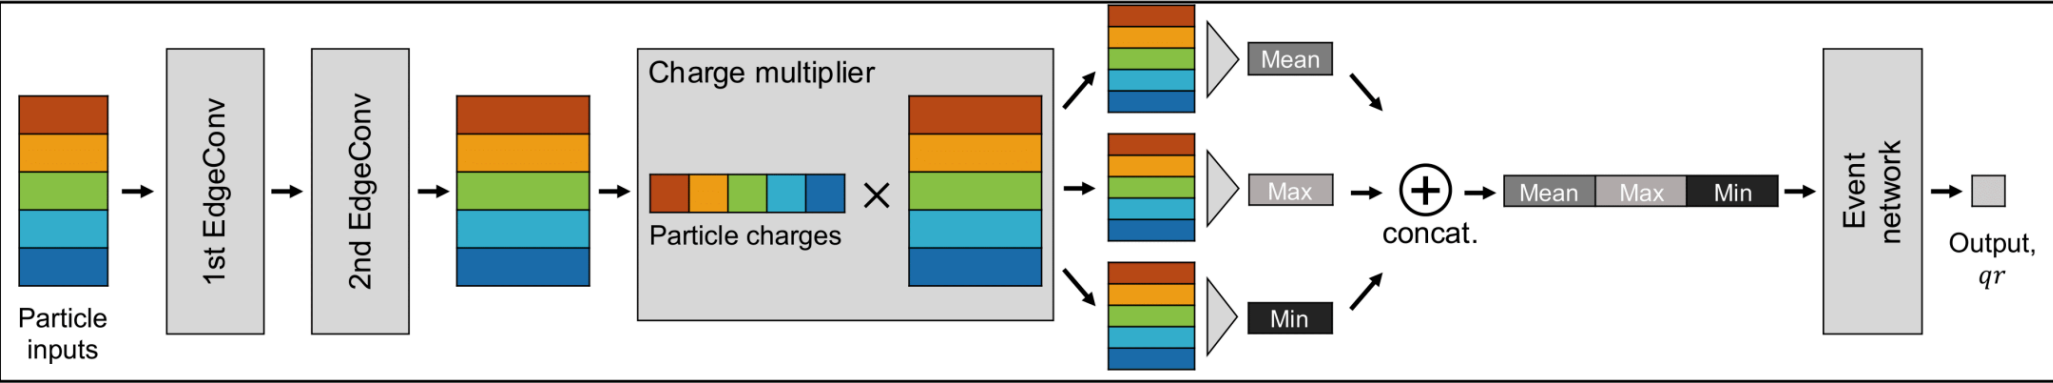 Particle
inputs
1st EdgeConv
2nd EdgeConv
Charge multiplier
Particle charges
×
Mean
Max
Min
+
concat.
Mean Max Min
Event
network
Output,
qr